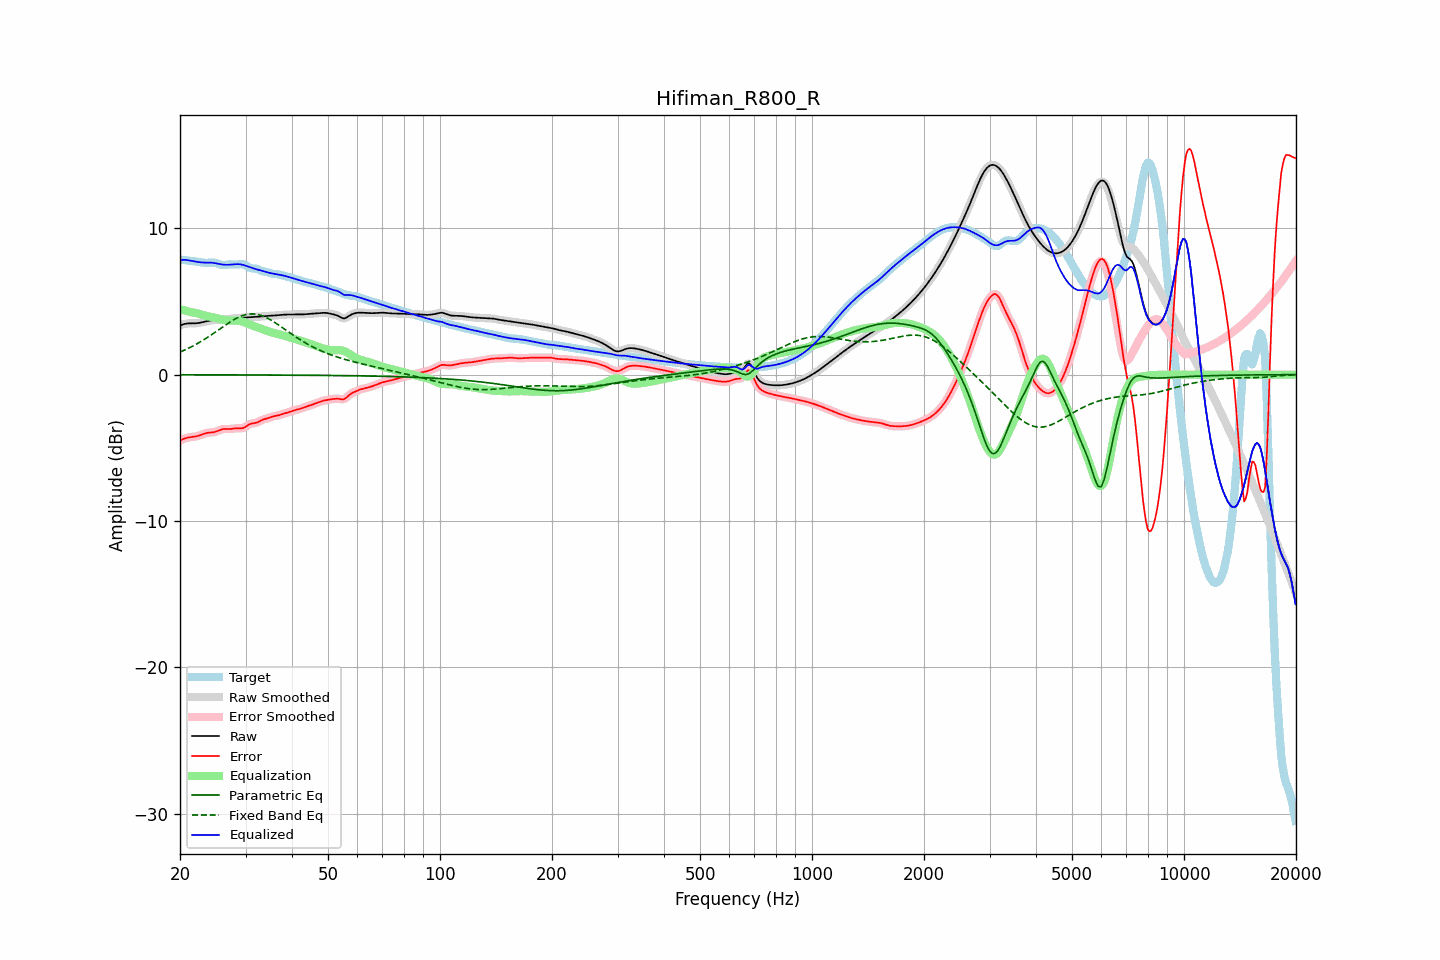 Hifiman_R800_R
Amplitude (dBr)
10
0
−10
−20
−30
Target
Raw Smoothed
Error Smoothed
Raw
Error
Equalization
Parametric Eq
Fixed Band Eq
Equalized
20 50 100 200 500 1000 2000 5000 10000 20000
Frequency (Hz)